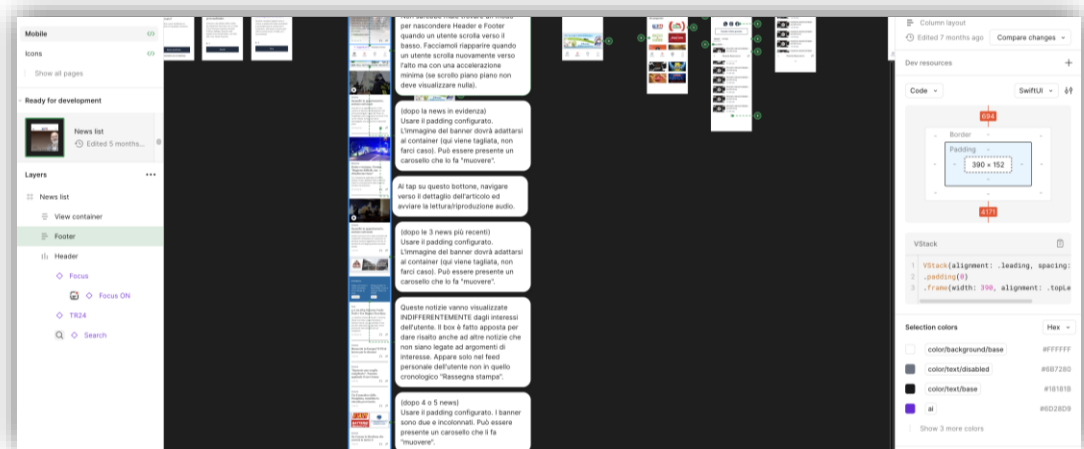 Mobile
Icons
Show all pages
Ready for development
News list
Edited 5 months...
Layers
News list
View container
Footer
Header
Focus
Focus ON
TR24
Search
per nascondere Header e Footer
quando un utente scrolla verso il
basso. Facciamoli riapparire quando
un utente scrolla nuovamente verso
l'alto ma con una accelerazione
minima (se scrollo piano piano non
deve visualizzare nulla).
(dopo la news in evidenza)
Usare il padding configurato.
L'immagine del banner dovrà adattarsi
al container (qui viene tagliata, non
farci caso). Può essere presente un
carosello che lo fa "muovere".
Al tap su questo bottone, navigare
verso il dettaglio dell'articolo ed
avviare la lettura/riproduzione audio.
(dopo le 3 news più recenti)
Usare il padding configurato.
L'immagine del banner dovrà adattarsi
al container (qui viene tagliata, non
farci caso). Può essere presente un
carosello che lo fa "muovere".
Queste notizie vanno visualizzate
INDIFFERENTEMENTE dagli interessi
dell'utente. Il box è fatto apposta per
dare risalto anche ad altre notizie che
non siano legate ad argomenti di
interesse. Appare solo nel feed
personale dell'utente non in quello
cronologico "Rassegna stampa".
(dopo 4 o 5 news)
Usare il padding configurato. I banner
sono due e incolonnati. Può essere
presente un carosello che li fa
"muovere".
Column layout
Edited 7 months ago
Compare changes
Dev resources
Code
SwiftUI
694
Border
Padding
390 × 152
4171
VStack
1 VStack(alignment: .leading, spacing:
2 .padding(0)
3 .frame(width: 390, alignment: .topLe
Selection colors
Hex
color/background/base
#FFFFFF
color/text/disabled
#6B7280
color/text/base
#18181B
ai
#6D28D9
Show 3 more colors